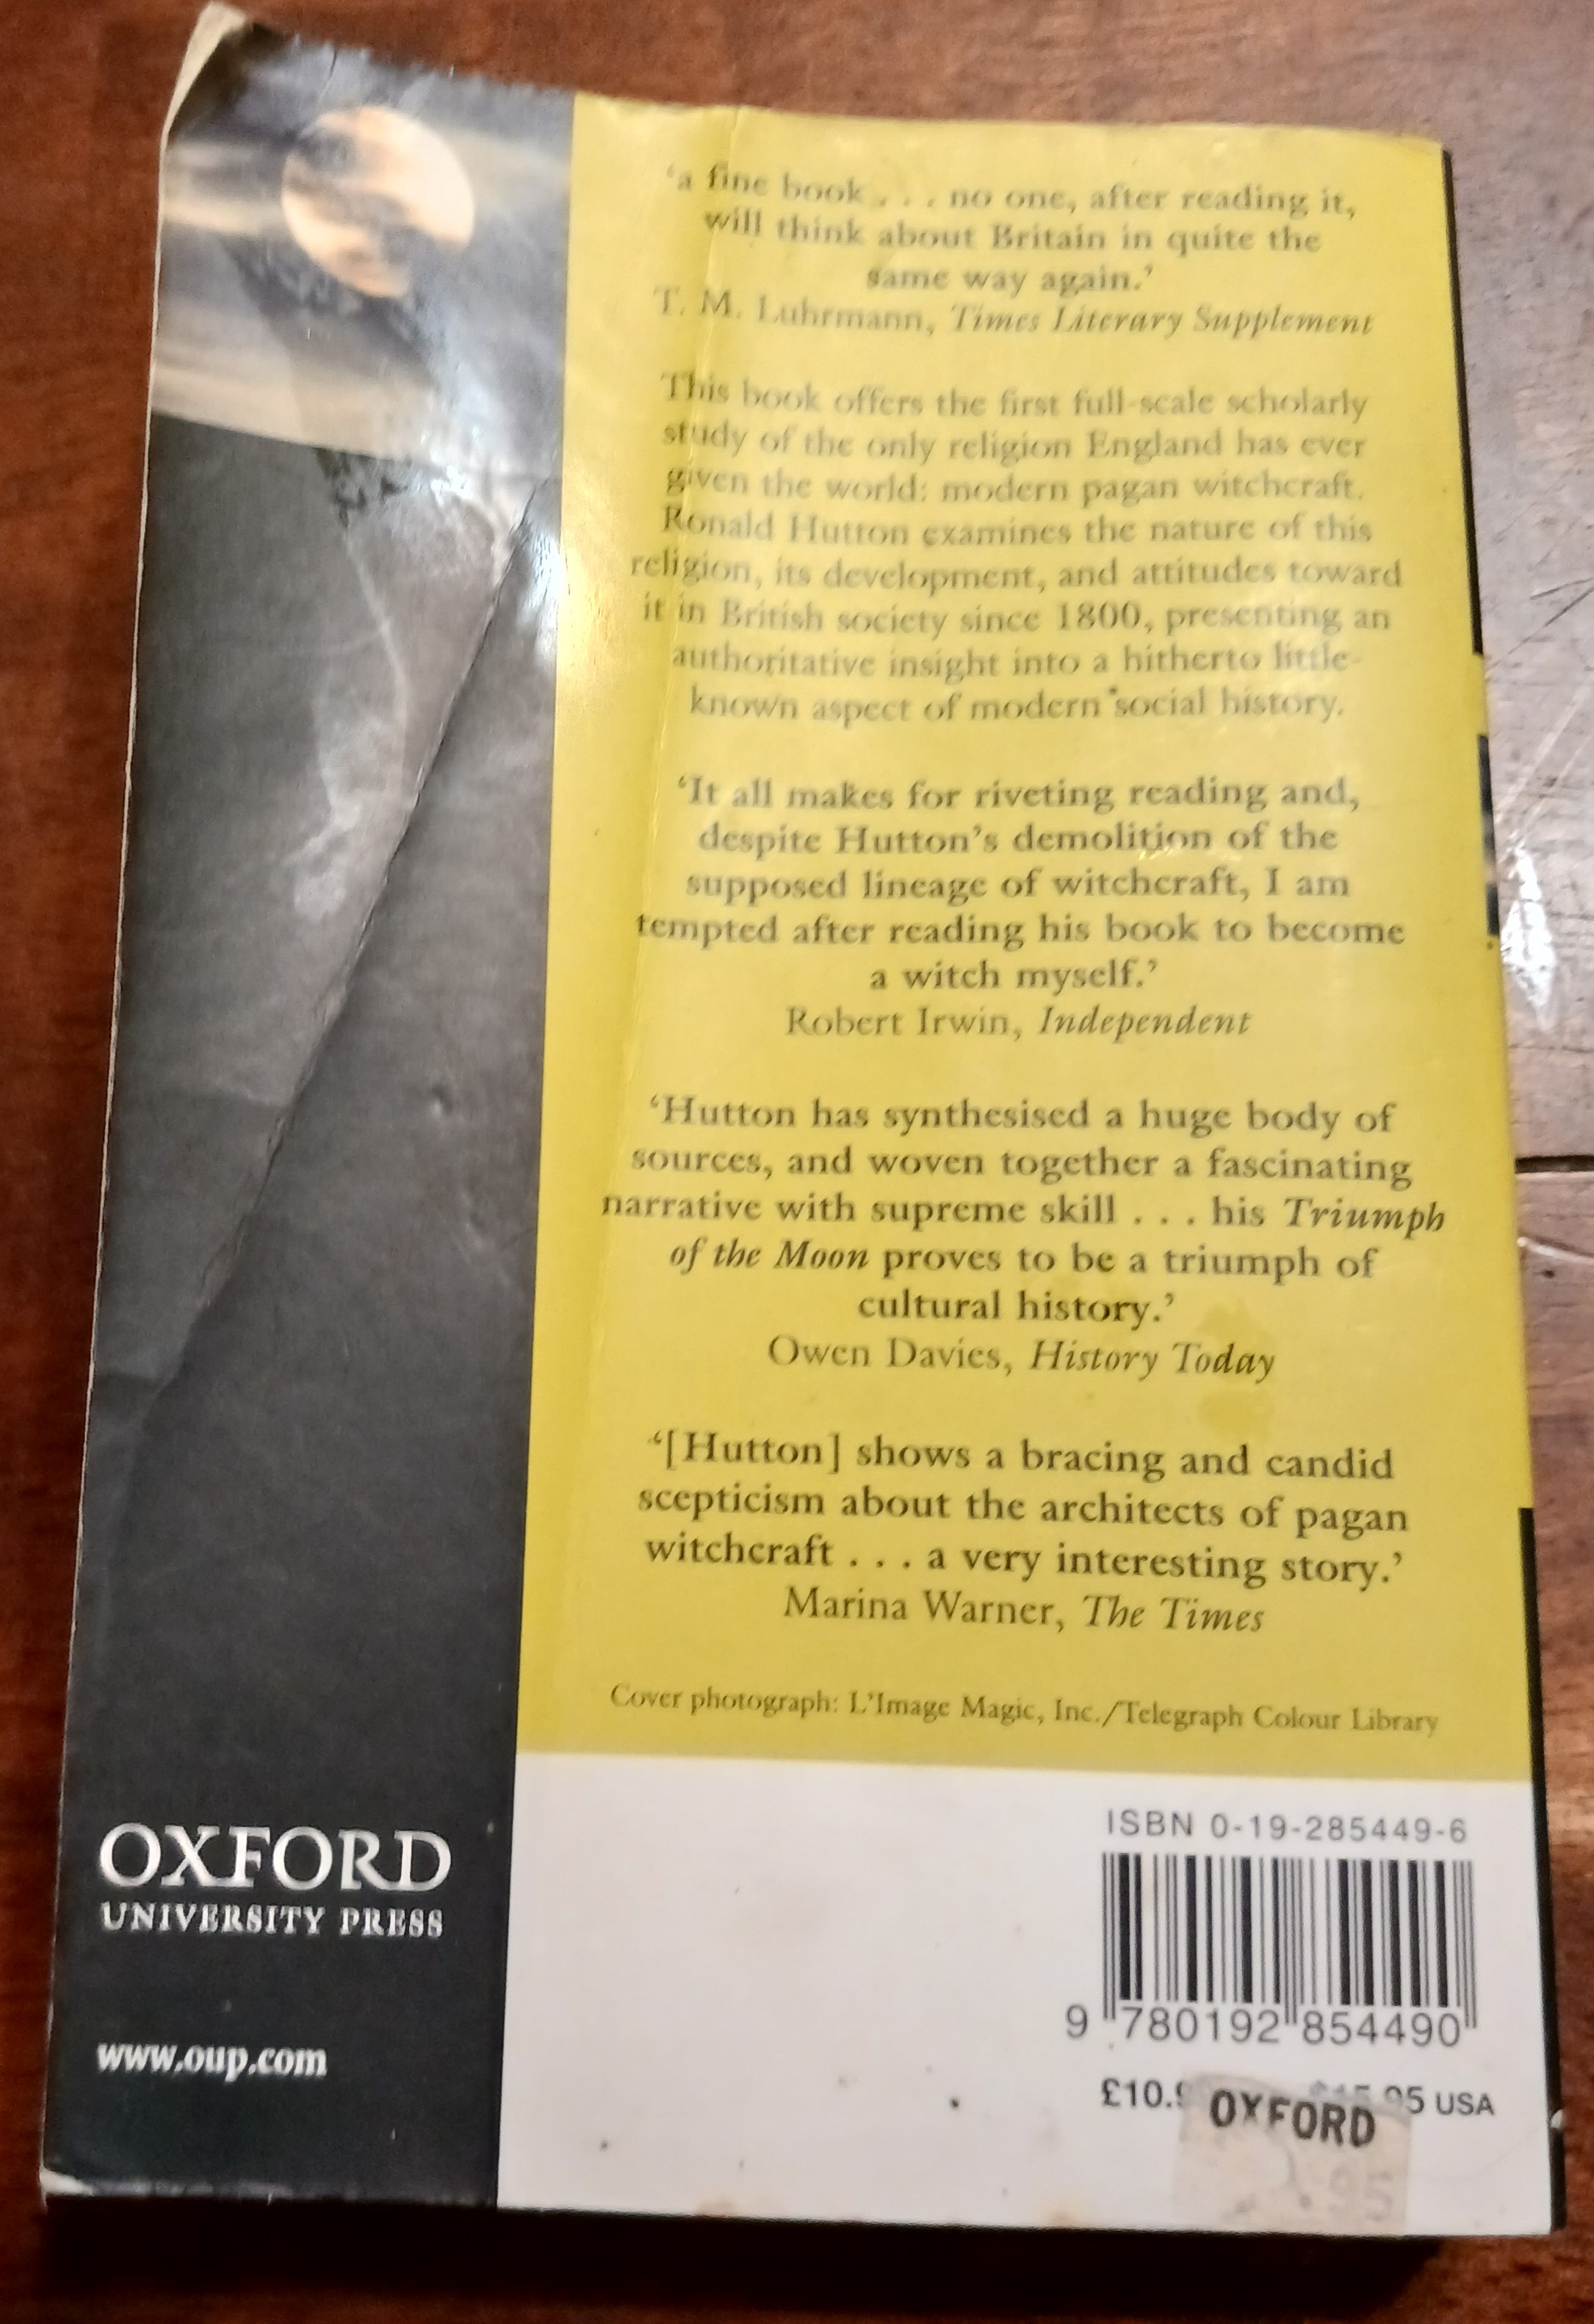 ‘a fine book . . . no one, after reading it,
will think about Britain in quite the
same way again.’
T. M. Luhrmann, Times Literary Supplement
This book offers the first full-scale scholarly
study of the only religion England has ever
given the world: modern pagan witchcraft.
Ronald Hutton examines the nature of this
religion, its development, and attitudes toward
it in British society since 1800, presenting an
authoritative insight into a hitherto little-
known aspect of modern social history.
‘It all makes for riveting reading and,
despite Hutton’s demolition of the
supposed lineage of witchcraft, I am
tempted after reading his book to become
a witch myself.’
Robert Irwin, Independent
‘Hutton has synthesised a huge body of
sources, and woven together a fascinating
narrative with supreme skill . . . his Triumph
of the Moon proves to be a triumph of
cultural history.’
Owen Davies, History Today
‘[Hutton] shows a bracing and candid
scepticism about the architects of pagan
witchcraft . . . a very interesting story.’
Marina Warner, The Times
Cover photograph: L’Image Magic, Inc./Telegraph Colour Library
OXFORD
UNIVERSITY PRESS
www.oup.com
ISBN 0-19-285449-6
9 780192 854490
£10.9 $15.95 USA
OXFORD